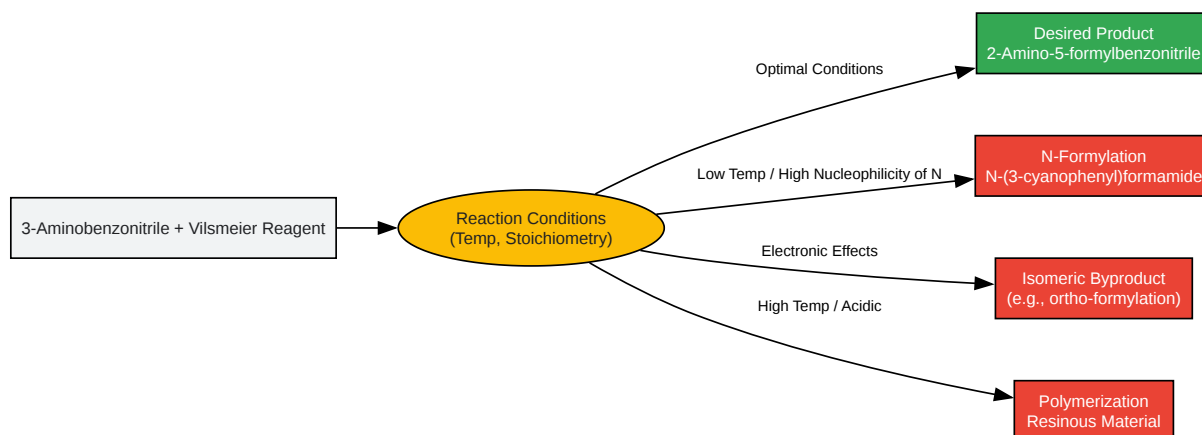 Desired Product
2-Amino-5-formylbenzonitrile
Optimal Conditions
N-Formylation
N-(3-cyanophenyl)formamide
Low Temp / High Nucleophilicity of N
3-Aminobenzonitrile + Vilsmeier Reagent
Reaction Conditions
(Temp, Stoichiometry)
Electronic Effects
Isomeric Byproduct
(e.g., ortho-formylation)
High Temp / Acidic
Polymerization
Resinous Material